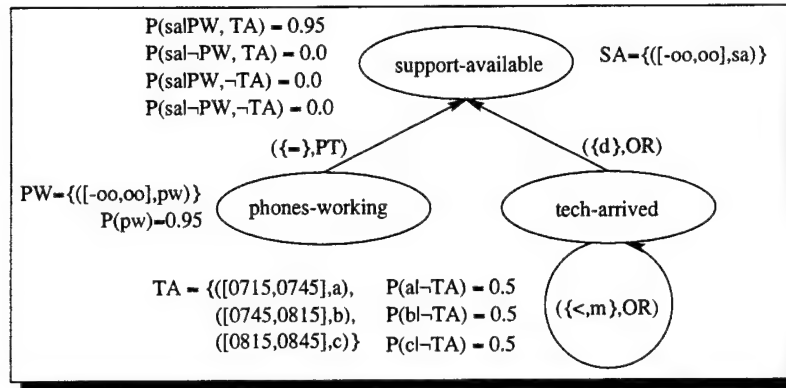 P(sa|PW, TA) = 0.95
P(sa|¬PW, TA) = 0.0
P(sa|PW,¬TA) = 0.0
P(sa|¬PW,¬TA) = 0.0
support-available
SA={([-oo,oo],sa)}
({=},PT)
({d},OR)
PW={([-oo,oo],pw)}
P(pw)=0.95
phones-working
tech-arrived
TA = {([0715,0745],a),
([0745,0815],b),
([0815,0845],c)}
P(a|¬TA) = 0.5
P(b|¬TA) = 0.5
P(c|¬TA) = 0.5
({<,m},OR)